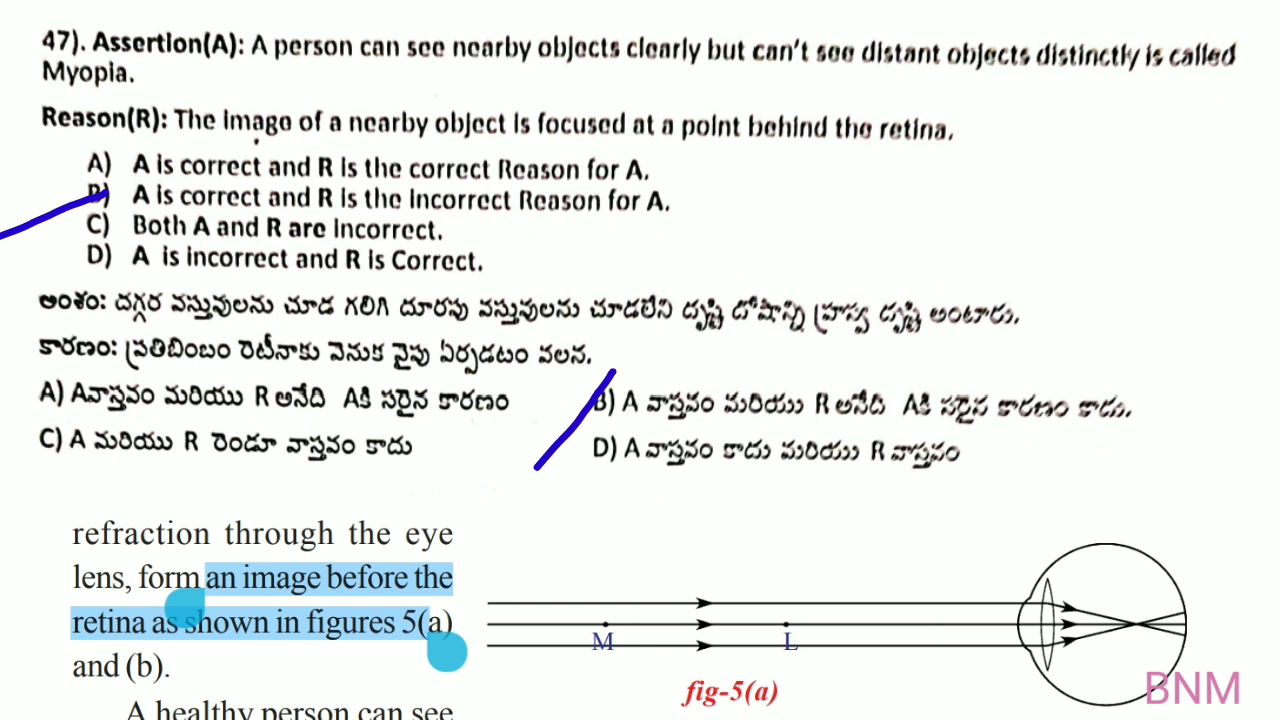 47). Assertion(A): A person can see nearby objects clearly but can't see distant objects distinctly is called
Myopia.
Reason(R): The image of a nearby object is focused at a point behind the retina.
A) A is correct and R is the correct Reason for A.
B) A is correct and R is the Incorrect Reason for A.
C) Both A and R are Incorrect.
D) A is incorrect and R is Correct.
అంశం: దగ్గర వస్తువులను చూడ గలిగి దూరపు వస్తువులను చూడలేని దృష్టి దోషాన్ని హ్రస్వ దృష్టి అంటారు.
కారణం: ప్రతిబింబం రెటీనాకు వెనుక వైపు ఏర్పడటం వలన.
A) Aవాస్తవం మరియు R అనేది Aకి సరైన కారణం
B) A వాస్తవం మరియు R అనేది Aకి సరైన కారణం కాదు.
C) A మరియు R రెండూ వాస్తవం కాదు
D) A వాస్తవం కాదు మరియు R వాస్తవం
refraction through the eye
lens, form an image before the
retina as shown in figures 5(a)
and (b).
A healthy person can see
M L
fig-5(a)
BNM